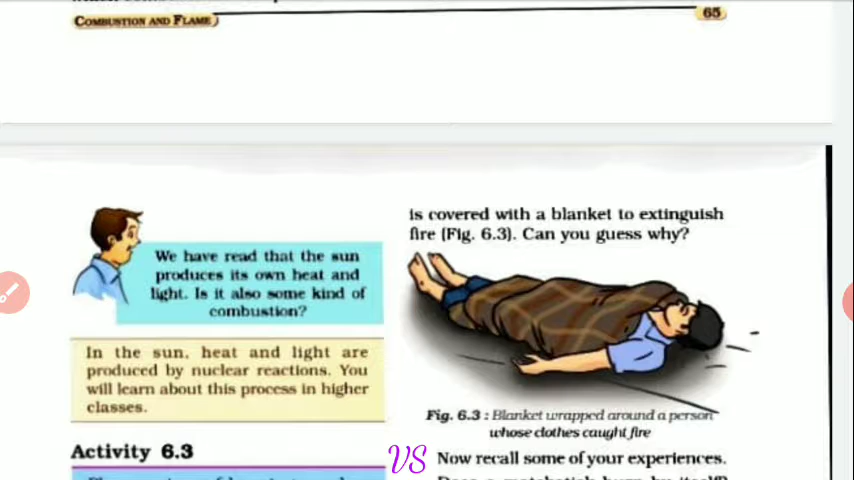 COMBUSTION AND FLAME
65
We have read that the sun
produces its own heat and
light. Is it also some kind of
combustion?
In the sun, heat and light are
produced by nuclear reactions. You
will learn about this process in higher
classes.
Activity 6.3
is covered with a blanket to extinguish
fire (Fig. 6.3). Can you guess why?
Fig. 6.3 : Blanket wrapped around a person
whose clothes caught fire
VS
Now recall some of your experiences.